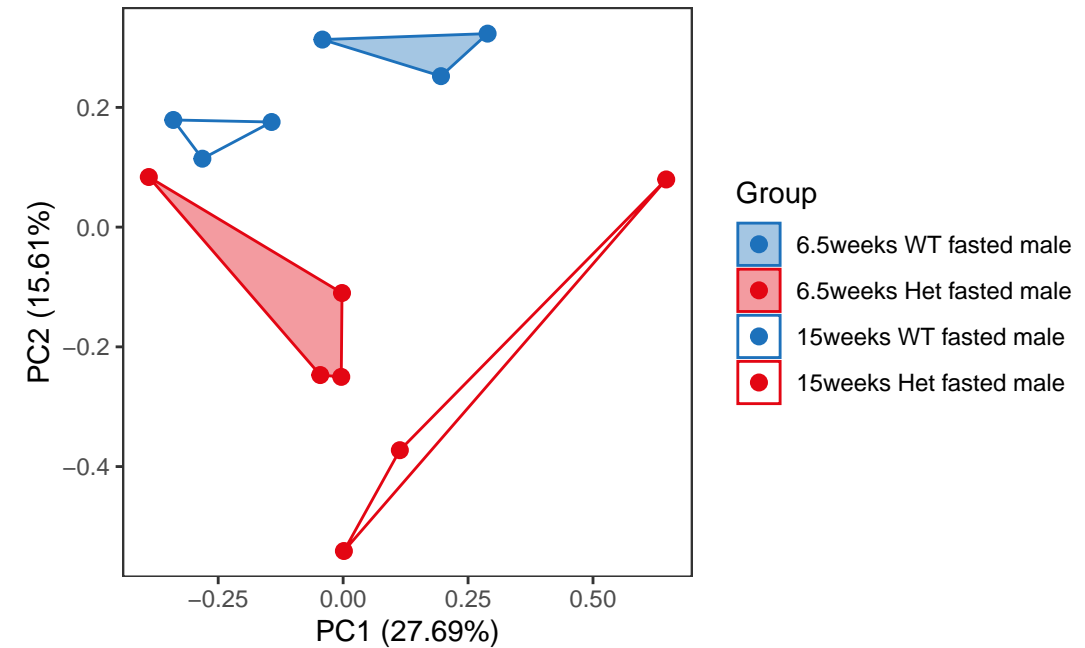 0.2
0.0
−0.2
−0.4
PC2 (15.61%)
−0.25
0.00
0.25
0.50
PC1 (27.69%)
Group
6.5weeks WT fasted male
6.5weeks Het fasted male
15weeks WT fasted male
15weeks Het fasted male